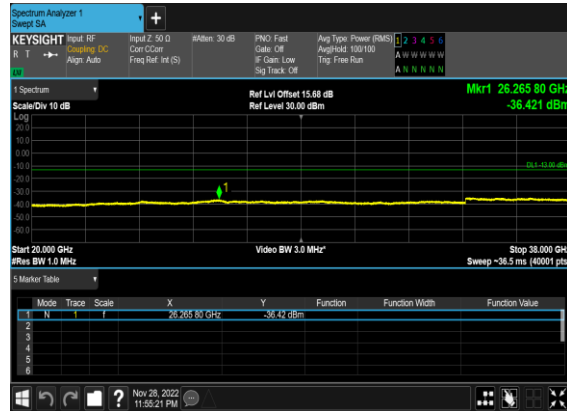 Spectrum Analyzer 1
Swept SA
+
KEYSIGHT Input: RF Input Z: 50 Ω #Atten: 30 dB PNO: Fast Avg Type: Power (RMS) 1 2 3 4 5 6
R T Coupling: DC Corr CCorr Gate: Off Avg|Hold: 100/100 A W W W W W
Align: Auto Freq Ref: Int (S) IF Gain: Low Trig: Free Run
Sig Track: Off A N N N N N
LXI
1 Spectrum Ref Lvl Offset 15.68 dB Mkr1 26.265 80 GHz
Scale/Div 10 dB Ref Level 30.00 dBm -36.421 dBm
Log
20.0
10.0
0.00
-10.0 DL1 -13.00 dBm
-20.0
-30.0 1
-40.0
-50.0
-60.0
Start 20.000 GHz Video BW 3.0 MHz* Stop 38.000 GHz
#Res BW 1.0 MHz Sweep ~36.5 ms (40001 pts)
5 Marker Table
Mode Trace Scale X Y Function Function Width Function Value
1 N 1 f 26.265 80 GHz -36.42 dBm
2
3
4
5
6
? Nov 28, 2022
11:55:21 PM